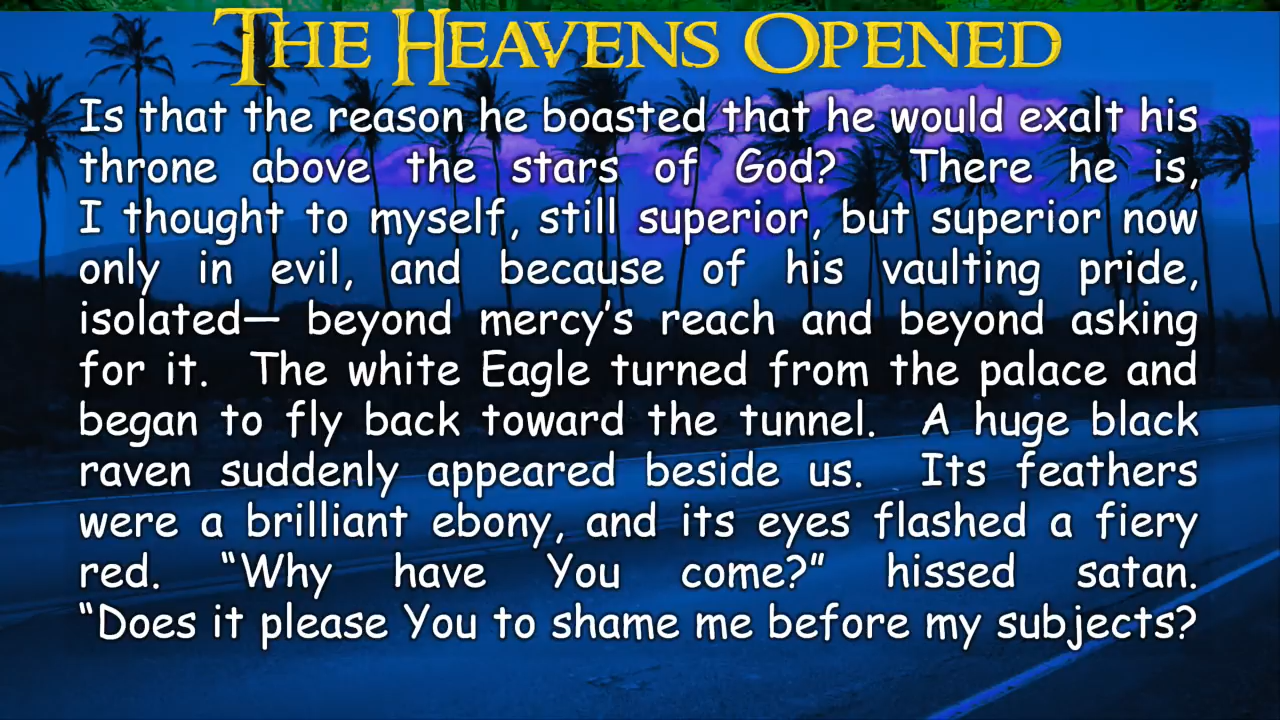 The Heavens Opened
Is that the reason he boasted that he would exalt his
throne above the stars of God? There he is,
I thought to myself, still superior, but superior now
only in evil, and because of his vaulting pride,
isolated— beyond mercy’s reach and beyond asking
for it. The white Eagle turned from the palace and
began to fly back toward the tunnel. A huge black
raven suddenly appeared beside us. Its feathers
were a brilliant ebony, and its eyes flashed a fiery
red. “Why have You come?” hissed satan.
“Does it please You to shame me before my subjects?